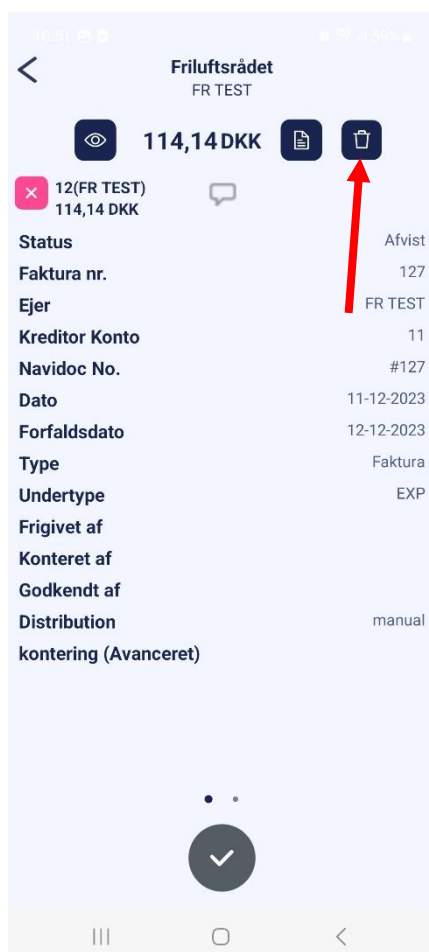 Friluftsrådet
FR TEST
114,14 DKK
12(FR TEST)
114,14 DKK
Status Afvist
Faktura nr. 127
Ejer FR TEST
Kreditor Konto 11
Navidoc No. #127
Dato 11-12-2023
Forfaldsdato 12-12-2023
Type Faktura
Undertype EXP
Frigivet af
Konteret af
Godkendt af
Distribution manual
kontering (Avanceret)